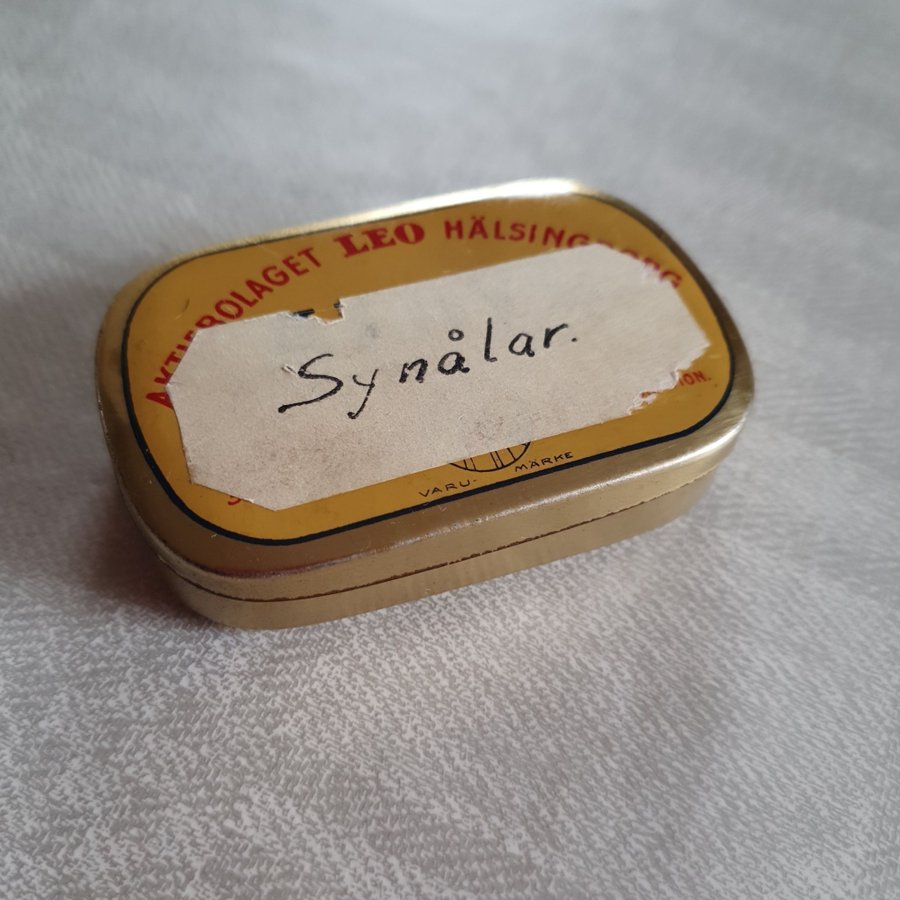 AKTIEBOLAGET LEO HÄLSINGBORG
Synålar.
VARU- MÄRKE